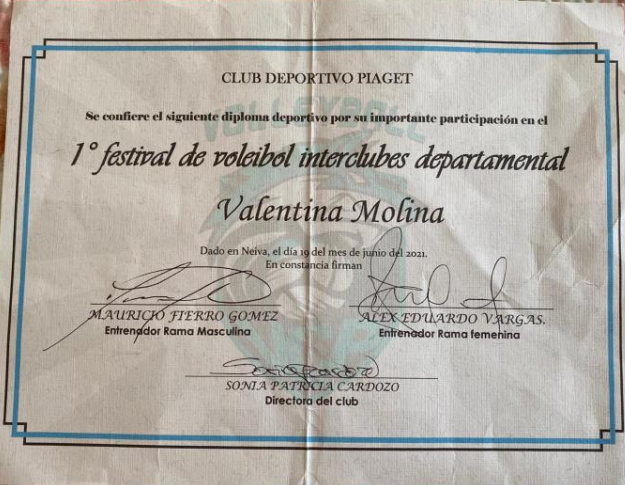 CLUB DEPORTIVO PIAGET
Se confiere el siguiente diploma deportivo por su importante participación en el
VOLLEYBALL
1° festival de voleibol interclubes departamental
Valentina Molina
Dado en Neiva, el día 19 del mes de junio del 2021.
En constancia firman
MAURICIO FIERRO GOMEZ
Entrenador Rama Masculina
ALEX EDUARDO VARGAS.
Entrenador Rama femenina
SONIA PATRICIA CARDOZO
Directora del club